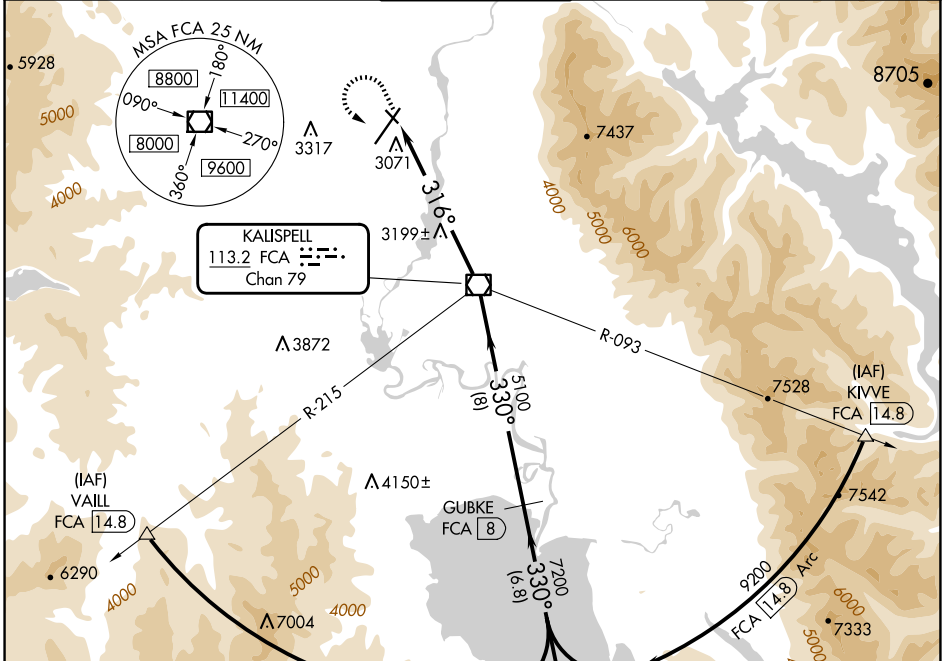 MSA FCA 25 NM
5928
8800
180°
11400
090°
8000
270°
9600
360°
3317
3071
7437
8705
5000
4000
4000
5000
6000
316°
3199±
KALISPELL
113.2 FCA
Chan 79
3872
R-215
R-093
5100
330°
(8)
7528
(IAF)
KIVVE
FCA 14.8
(IAF)
VAILL
FCA 14.8
4150±
GUBKE
FCA 8
7542
7200
330°
(6.8)
9200
FCA 14.8 Arc
6290
4000
5000
4000
7004
6000
7333
5000